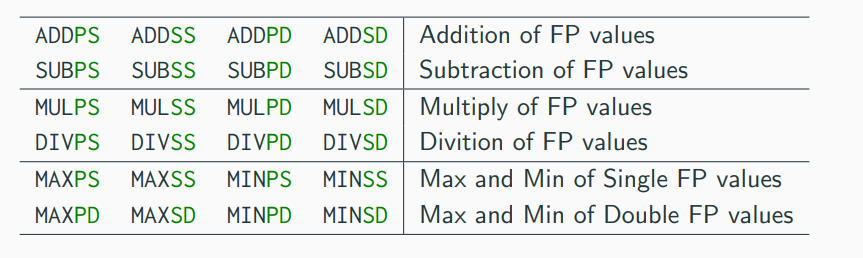 ADDPS ADDSS ADDPD ADDSD Addition of FP values
SUBPS SUBSS SUBPD SUBSD Subtraction of FP values
MULPS MULSS MULPD MULSD Multiply of FP values
DIVPS DIVSS DIVPD DIVSD Divition of FP values
MAXPS MAXSS MINPS MINSS Max and Min of Single FP values
MAXPD MAXSD MINPD MINSD Max and Min of Double FP values